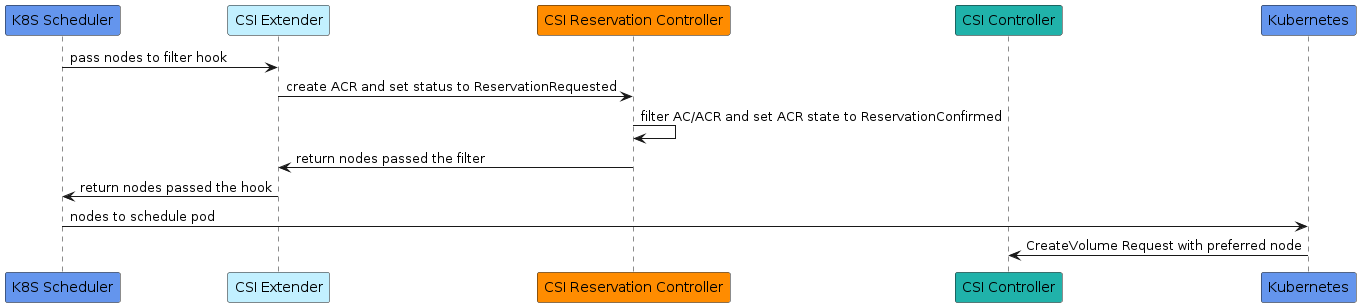 K8S Scheduler
CSI Extender
CSI Reservation Controller
CSI Controller
Kubernetes
pass nodes to filter hook
create ACR and set status to ReservationRequested
filter AC/ACR and set ACR state to ReservationConfirmed
return nodes passed the filter
return nodes passed the hook
nodes to schedule pod
CreateVolume Request with preferred node
K8S Scheduler
CSI Extender
CSI Reservation Controller
CSI Controller
Kubernetes